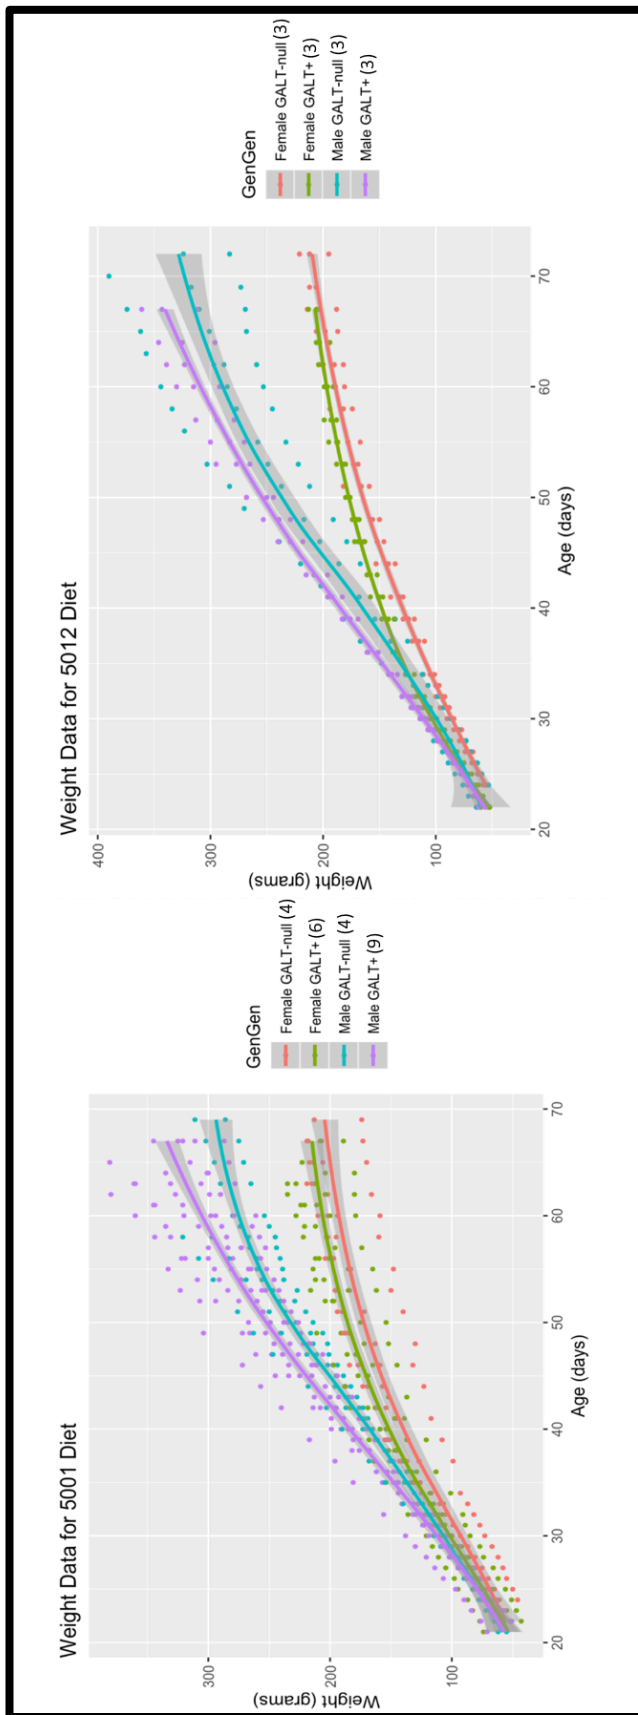 Weight Data for 5001 Diet
Weight (grams)
300
200
100
20
30
40
50
60
70
Age (days)
GenGen
Female GALT-null (4)
Female GALT+ (6)
Male GALT-null (4)
Male GALT+ (9)
Weight Data for 5012 Diet
Weight (grams)
400
300
200
100
20
30
40
50
60
70
Age (days)
GenGen
Female GALT-null (3)
Female GALT+ (3)
Male GALT-null (3)
Male GALT+ (3)